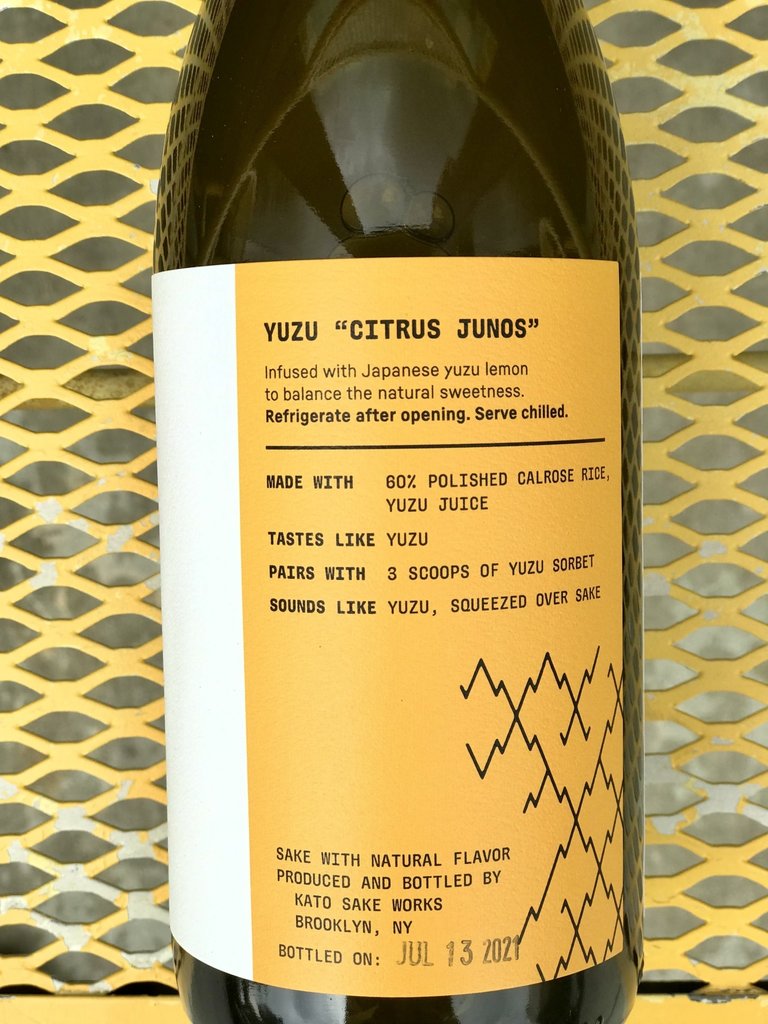 YUZU “CITRUS JUNOS”
Infused with Japanese yuzu lemon
to balance the natural sweetness.
Refrigerate after opening. Serve chilled.
MADE WITH 60% POLISHED CALROSE RICE,
YUZU JUICE
TASTES LIKE YUZU
PAIRS WITH 3 SCOOPS OF YUZU SORBET
SOUNDS LIKE YUZU, SQUEEZED OVER SAKE
SAKE WITH NATURAL FLAVOR
PRODUCED AND BOTTLED BY
KATO SAKE WORKS
BROOKLYN, NY
BOTTLED ON: JUL 13 2021